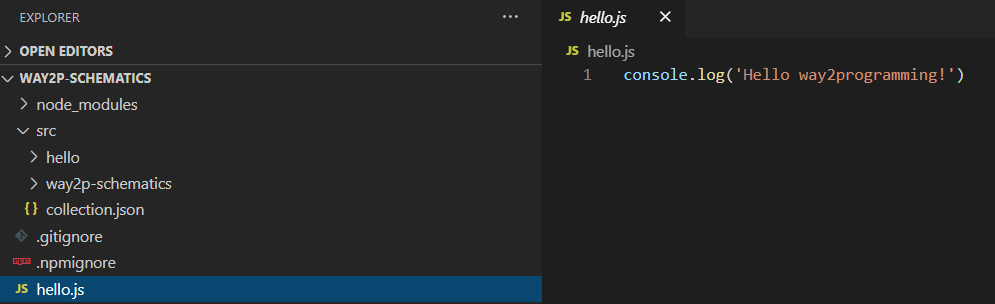 EXPLORER
···
OPEN EDITORS
WAY2P-SCHEMATICS
node_modules
src
hello
way2p-schematics
{} collection.json
.gitignore
npm .npmignore
JS hello.js
JS hello.js ×
JS hello.js
1 console.log('Hello way2programming!')